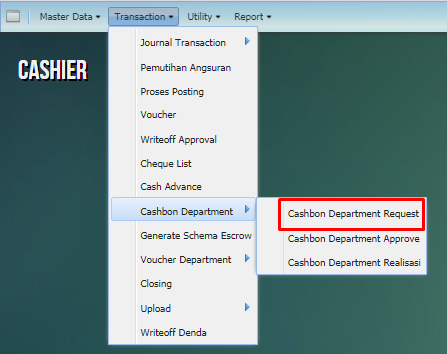 Master Data Transaction Utility Report
CASHIER
Journal Transaction
Pemutihan Angsuran
Proses Posting
Voucher
Writeoff Approval
Cheque List
Cash Advance
Cashbon Department
Cashbon Department Request
Generate Schema Escrow
Cashbon Department Approve
Voucher Department
Cashbon Department Realisasi
Closing
Upload
Writeoff Denda